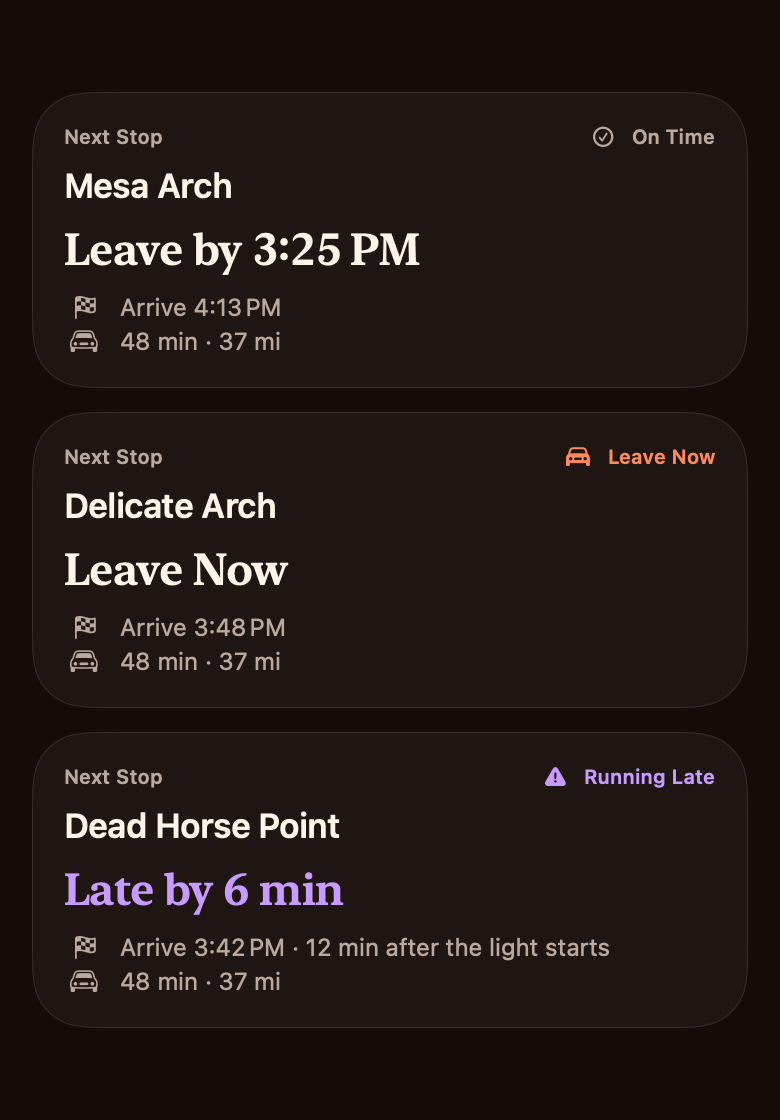 Next Stop
On Time
Mesa Arch
Leave by 3:25 PM
Arrive 4:13 PM
48 min · 37 mi
Next Stop
Leave Now
Delicate Arch
Leave Now
Arrive 3:48 PM
48 min · 37 mi
Next Stop
Running Late
Dead Horse Point
Late by 6 min
Arrive 3:42 PM · 12 min after the light starts
48 min · 37 mi